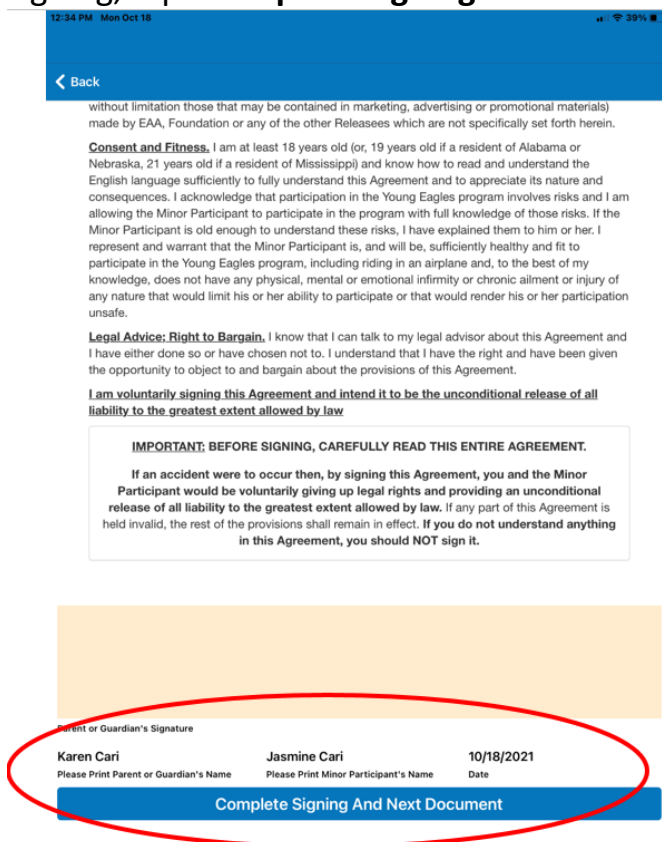 12:34 PM Mon Oct 18 39%
Back
without limitation those that may be contained in marketing, advertising or promotional materials)
made by EAA, Foundation or any of the other Releasees which are not specifically set forth herein.
Consent and Fitness. I am at least 18 years old (or, 19 years old if a resident of Alabama or
Nebraska, 21 years old if a resident of Mississippi) and know how to read and understand the
English language sufficiently to fully understand this Agreement and to appreciate its nature and
consequences. I acknowledge that participation in the Young Eagles program involves risks and I am
allowing the Minor Participant to participate in the program with full knowledge of those risks. If the
Minor Participant is old enough to understand these risks, I have explained them to him or her. I
represent and warrant that the Minor Participant is, and will be, sufficiently healthy and fit to
participate in the Young Eagles program, including riding in an airplane and, to the best of my
knowledge, does not have any physical, mental or emotional infirmity or chronic ailment or injury of
any nature that would limit his or her ability to participate or that would render his or her participation
unsafe.
Legal Advice; Right to Bargain. I know that I can talk to my legal advisor about this Agreement and
I have either done so or have chosen not to. I understand that I have the right and have been given
the opportunity to object to and bargain about the provisions of this Agreement.
I am voluntarily signing this Agreement and intend it to be the unconditional release of all
liability to the greatest extent allowed by law
IMPORTANT: BEFORE SIGNING, CAREFULLY READ THIS ENTIRE AGREEMENT.
If an accident were to occur then, by signing this Agreement, you and the Minor
Participant would be voluntarily giving up legal rights and providing an unconditional
release of all liability to the greatest extent allowed by law. If any part of this Agreement is
held invalid, the rest of the provisions shall remain in effect. If you do not understand anything
in this Agreement, you should NOT sign it.
Parent or Guardian's Signature
Karen Cari Jasmine Cari 10/18/2021
Please Print Parent or Guardian's Name Please Print Minor Participant's Name Date
Complete Signing And Next Document